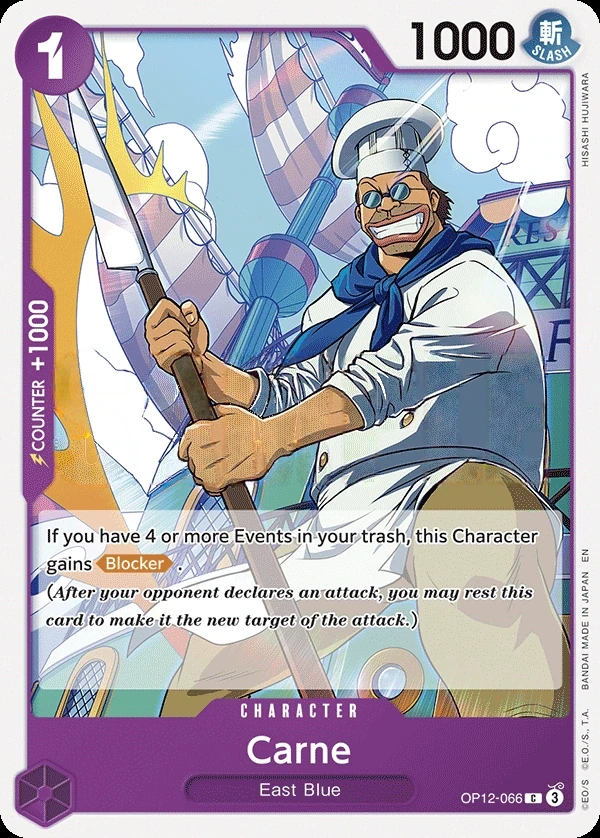 1
1000
斬
SLASH
HISASHI HUJIWARA
RES
COUNTER +1000
If you have 4 or more Events in your trash, this Character
gains Blocker .
(After your opponent declares an attack, you may rest this
card to make it the new target of the attack.)
CHARACTER
Carne
East Blue
OP12-066 C 3
©EO/S ©E.O./S., T.A. BANDAI MADE IN JAPAN EN